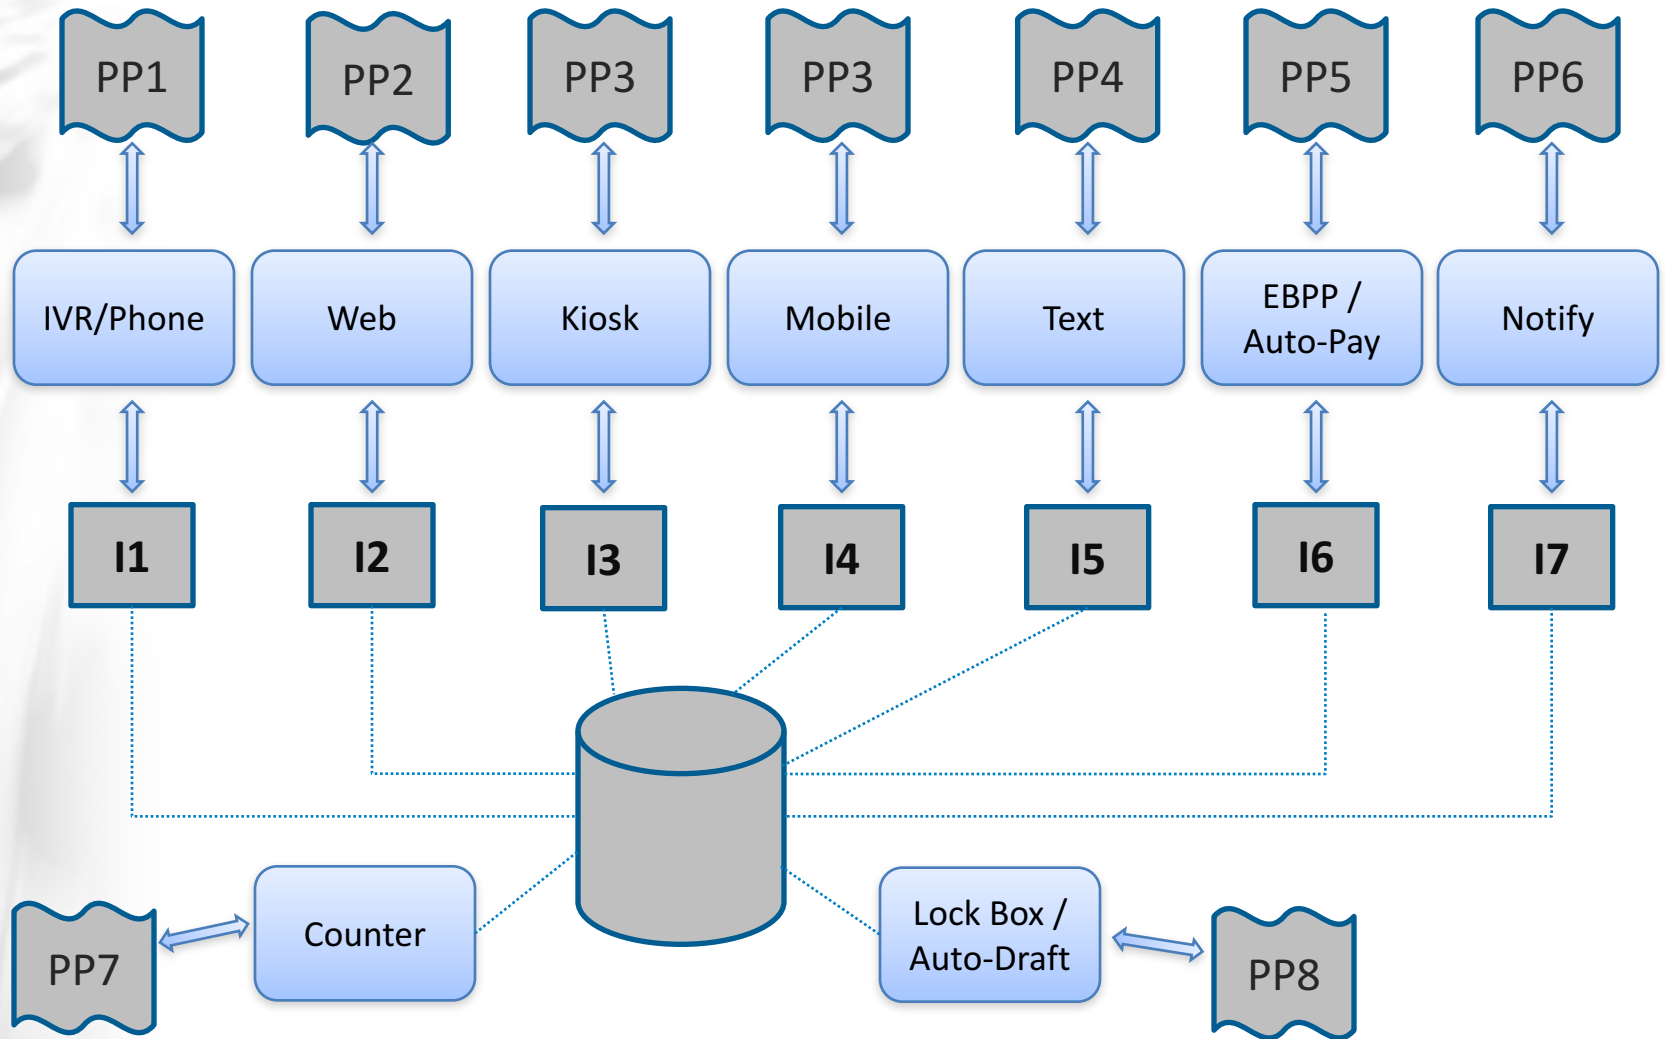 PP1
PP2
PP3
PP3
PP4
PP5
PP6
IVR/Phone
Web
Kiosk
Mobile
Text
EBPP /
Auto-Pay
Notify
I1
I2
I3
I4
I5
I6
I7
Counter
Lock Box /
Auto-Draft
PP7
PP8